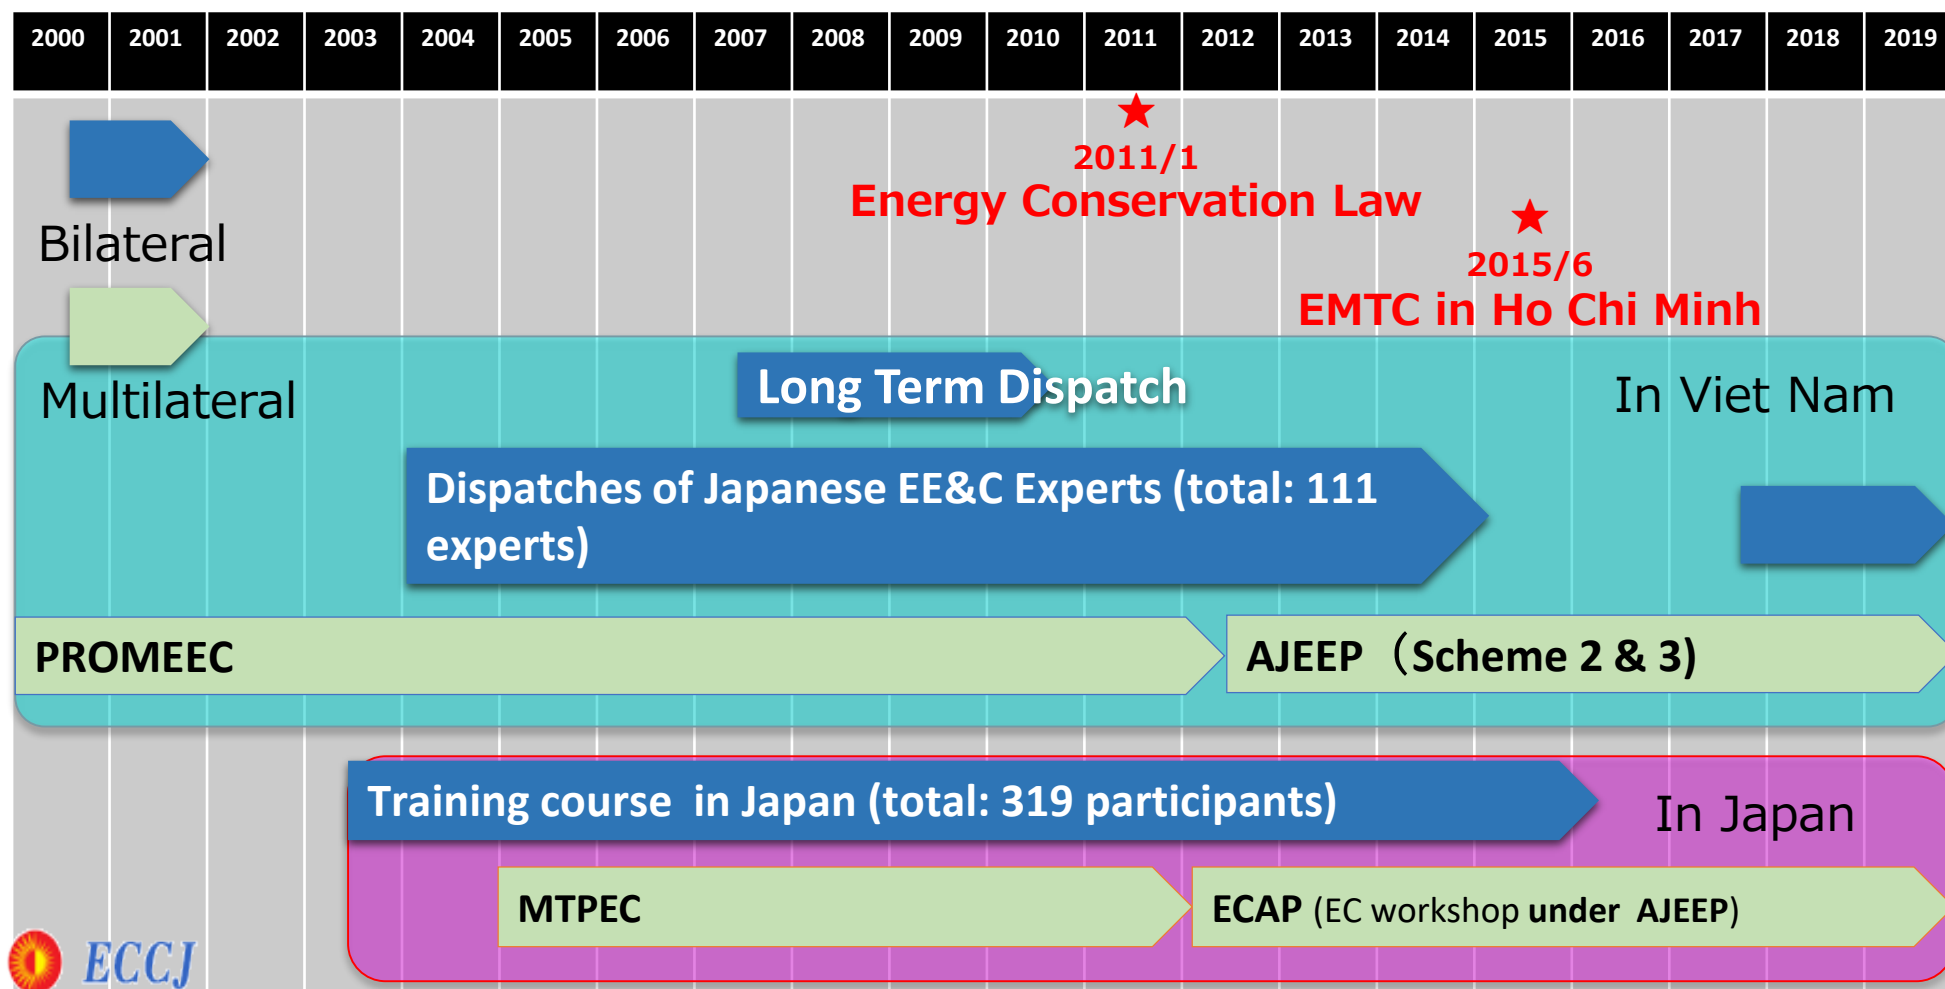 2000 2001 2002 2003 2004 2005 2006 2007 2008 2009 2010 2011 2012 2013 2014 2015 2016 2017 2018 2019
2011/1
Energy Conservation Law
2015/6
EMTC in Ho Chi Minh
Bilateral
Multilateral
Long Term Dispatch
In Viet Nam
Dispatches of Japanese EE&C Experts (total: 111
experts)
PROMEEC
AJEEP（Scheme 2 & 3)
Training course in Japan (total: 319 participants)
In Japan
MTPEC
ECAP (EC workshop under AJEEP)
ECCJ